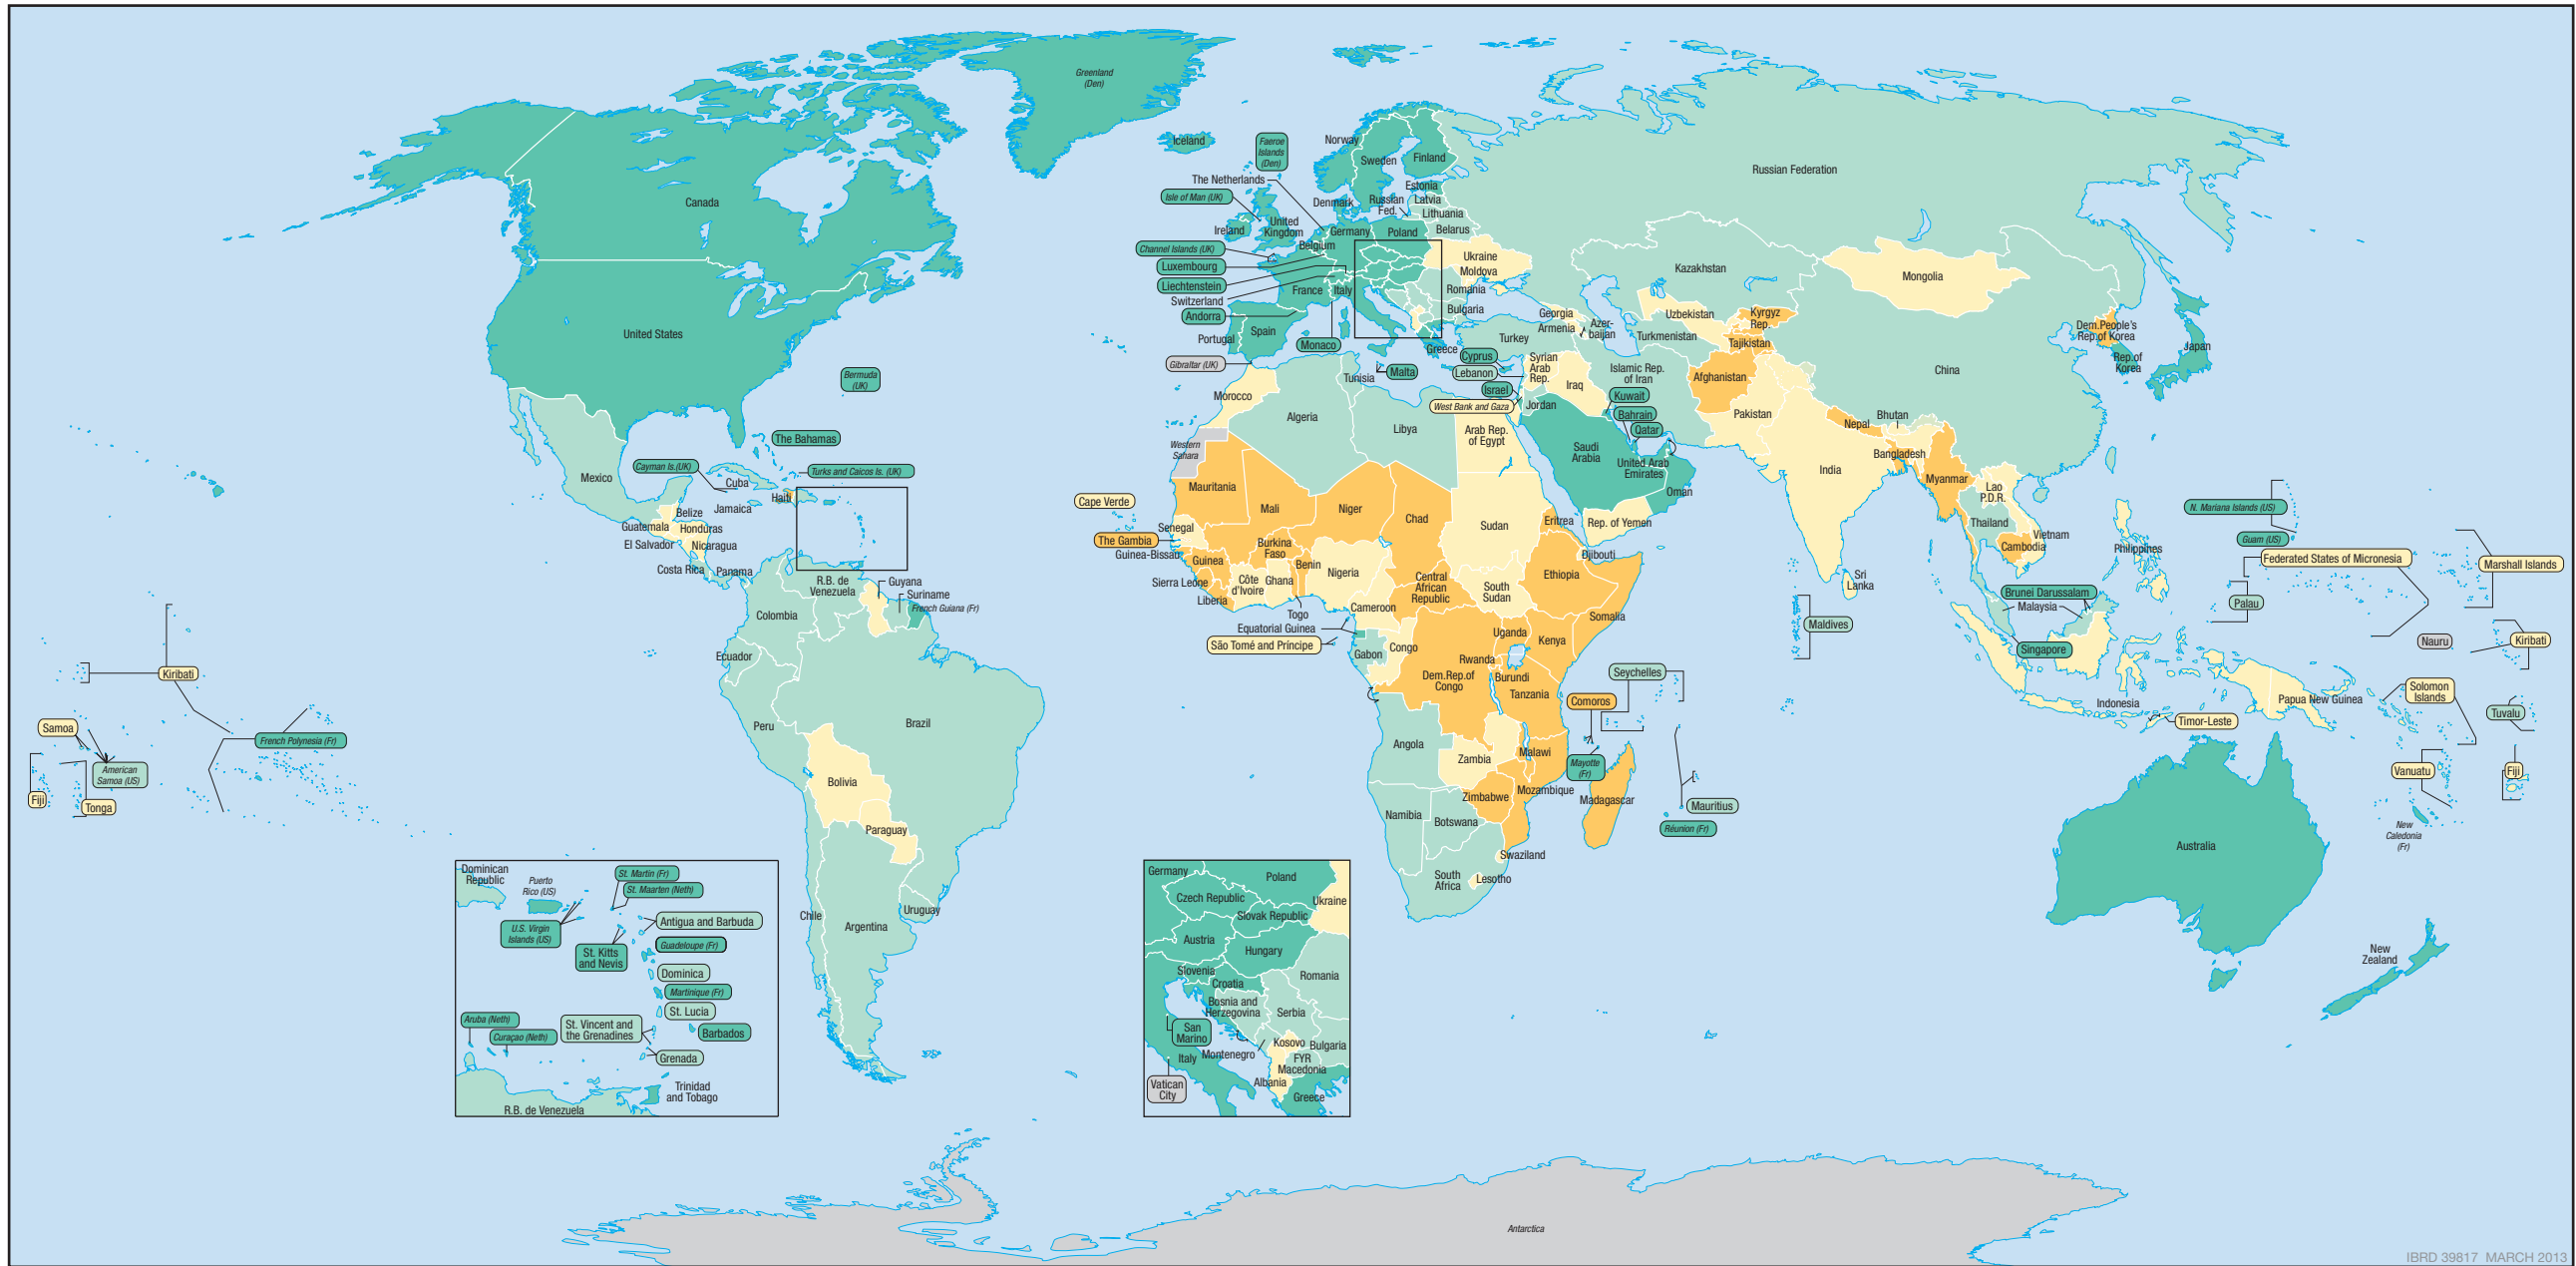 Greenland
(Den)
Iceland
Faeroe
Islands
(Den)
Norway
Sweden
Finland
Russian Federation
Canada
The Netherlands
Isle of Man (UK)
Estonia
Denmark
Russian
Fed.
Latvia
Lithuania
United
Kingdom
Ireland
Germany
Poland
Belarus
Channel Islands (UK)
Belgium
Luxembourg
Ukraine
Moldova
Liechtenstein
France
Italy
Romania
Switzerland
Andorra
Bulgaria
Kazakhstan
Mongolia
United States
Spain
Portugal
Monaco
Greece
Georgia
Armenia
Azer-
baijan
Turkey
Uzbekistan
Turkmenistan
Kyrgyz
Rep.
Tajikistan
Dem.People's
Rep.of Korea
Japan
Rep.of
Korea
Gibraltar (UK)
Tunisia
Malta
Cyprus
Lebanon
Syrian
Arab
Rep.
Israel
Iraq
Islamic Rep.
of Iran
Afghanistan
China
Bermuda
(UK)
Morocco
West Bank and Gaza
Jordan
Kuwait
Bahrain
Qatar
Pakistan
Bhutan
Nepal
Algeria
Libya
Arab Rep.
of Egypt
Saudi
Arabia
United Arab
Emirates
Oman
Bangladesh
India
Myanmar
Lao
P.D.R.
The Bahamas
Western
Sahara
Mexico
Cayman Is.(UK)
Turks and Caicos Is. (UK)
Cuba
Haiti
Jamaica
Belize
Guatemala
Honduras
El Salvador
Nicaragua
Costa Rica
Panama
Cape Verde
Mauritania
Mali
Niger
Chad
Sudan
Eritrea
Rep. of Yemen
Djibouti
Senegal
The Gambia
Guinea-Bissau
Guinea
Burkina
Faso
Benin
Nigeria
Sierra Leone
Côte
d'Ivoire
Ghana
Liberia
Togo
Central
African
Republic
South
Sudan
Ethiopia
Somalia
Cameroon
Equatorial Guinea
São Tomé and Príncipe
Gabon
Congo
Uganda
Kenya
Rwanda
Burundi
Dem.Rep.of
Congo
Tanzania
Thailand
Vietnam
Cambodia
Philippines
Sri
Lanka
Maldives
Brunei Darussalam
Malaysia
Singapore
Indonesia
N. Mariana Islands (US)
Guam (US)
Federated States of Micronesia
Marshall Islands
Palau
Nauru
Kiribati
Papua New Guinea
Solomon
Islands
Timor-Leste
Tuvalu
R.B. de
Venezuela
Guyana
Suriname
French Guiana (Fr)
Colombia
Ecuador
Peru
Brazil
Bolivia
Paraguay
Chile
Argentina
Uruguay
Kiribati
Samoa
French Polynesia (Fr)
American
Samoa (US)
Fiji
Tonga
Seychelles
Comoros
Angola
Zambia
Malawi
Mayotte
(Fr)
Zimbabwe
Mozambique
Madagascar
Namibia
Botswana
Mauritius
Réunion (Fr)
Swaziland
South
Africa
Lesotho
Vanuatu
Fiji
New
Caledonia
(Fr)
Australia
New
Zealand
Dominican
Republic
Puerto
Rico (US)
St. Martin (Fr)
St. Maarten (Neth)
Antigua and Barbuda
U.S. Virgin
Islands (US)
St. Kitts
and Nevis
Guadeloupe (Fr)
Dominica
Martinique (Fr)
St. Lucia
Aruba (Neth)
Curaçao (Neth)
St. Vincent and
the Grenadines
Barbados
Grenada
Trinidad
and Tobago
R.B. de Venezuela
Germany
Poland
Czech Republic
Ukraine
Slovak Republic
Austria
Hungary
Slovenia
Croatia
Romania
Bosnia and
Herzegovina
Serbia
San
Marino
Italy
Montenegro
Kosovo
Bulgaria
FYR
Macedonia
Vatican
City
Albania
Greece
Antarctica
IBRD 39817 MARCH 2013